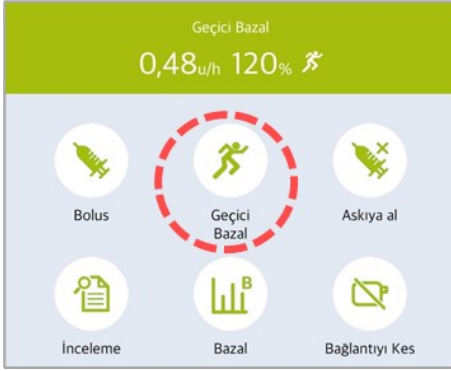 Geçici Bazal
0,48u/h 120%
Bolus
Geçici
Bazal
Askıya al
B
İnceleme
Bazal
Bağlantıyı Kes